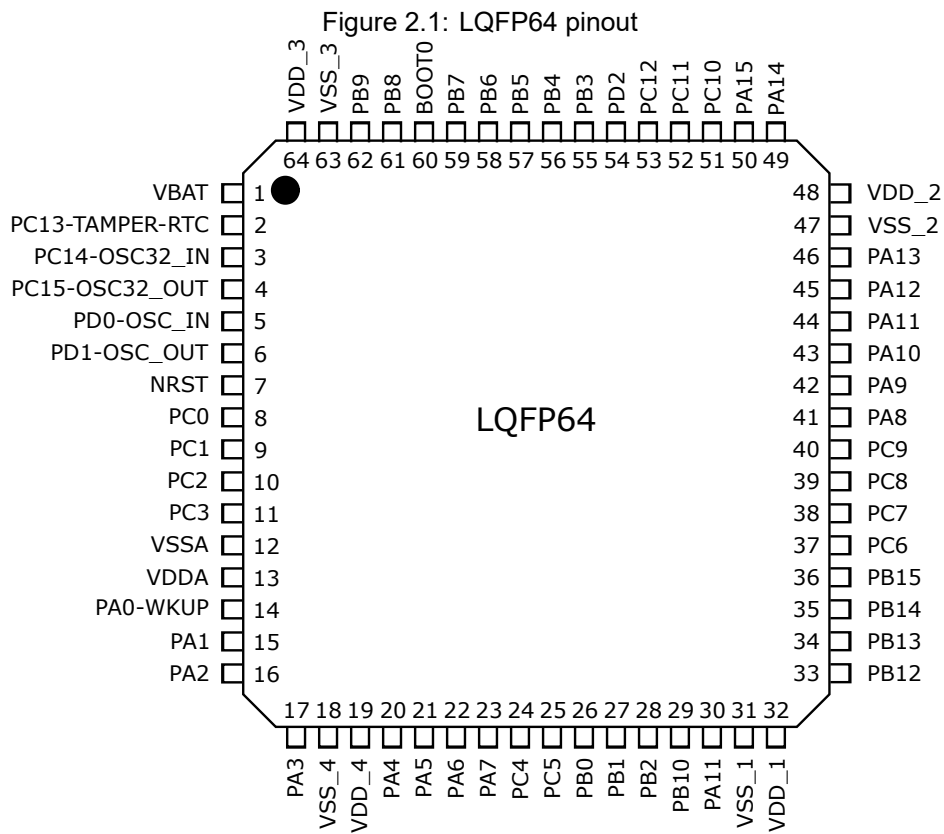 Figure 2.1: LQFP64 pinout
VDD_3
VSS_3
PB9
PB8
BOOT0
PB7
PB6
PB5
PB4
PB3
PD2
PC12
PC11
PC10
PA15
PA14
64 63 62 61 60 59 58 57 56 55 54 53 52 51 50 49
VBAT 1
PC13-TAMPER-RTC 2
PC14-OSC32_IN 3
PC15-OSC32_OUT 4
PD0-OSC_IN 5
PD1-OSC_OUT 6
NRST 7
PC0 8
PC1 9
PC2 10
PC3 11
VSSA 12
VDDA 13
PA0-WKUP 14
PA1 15
PA2 16
LQFP64
48 VDD_2
47 VSS_2
46 PA13
45 PA12
44 PA11
43 PA10
42 PA9
41 PA8
40 PC9
39 PC8
38 PC7
37 PC6
36 PB15
35 PB14
34 PB13
33 PB12
17 18 19 20 21 22 23 24 25 26 27 28 29 30 31 32
PA3
VSS_4
VDD_4
PA4
PA5
PA6
PA7
PC4
PC5
PB0
PB1
PB2
PB10
PA11
VSS_1
VDD_1